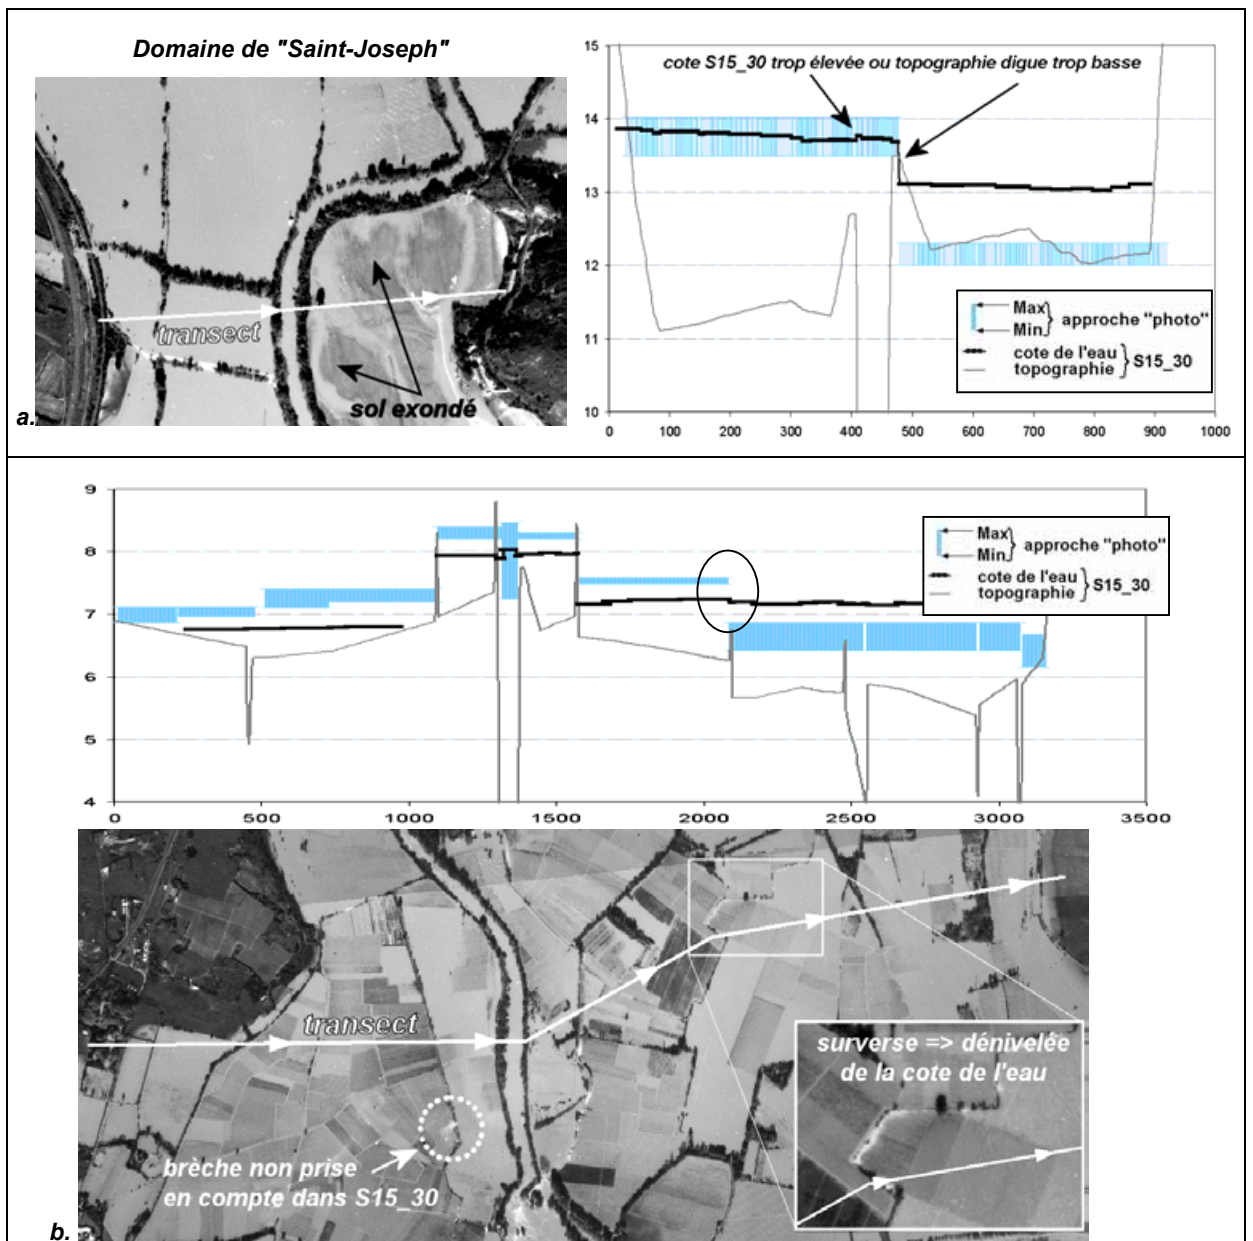 Domaine de "Saint-Joseph"
transect
sol exondé
a.
15
14
13
12
11
10
0
100
200
300
400
500
600
700
800
900
1000
cote S15_30 trop élevée ou topographie digue trop basse
Max
Min
approche "photo"
cote de l'eau
topographie
S15_30
9
8
7
6
5
4
0
500
1000
1500
2000
2500
3000
3500
Max
Min
approche "photo"
cote de l'eau
topographie
S15_30
transect
brèche non prise
en compte dans S15_30
surverse => dénivelée
de la cote de l'eau
b.